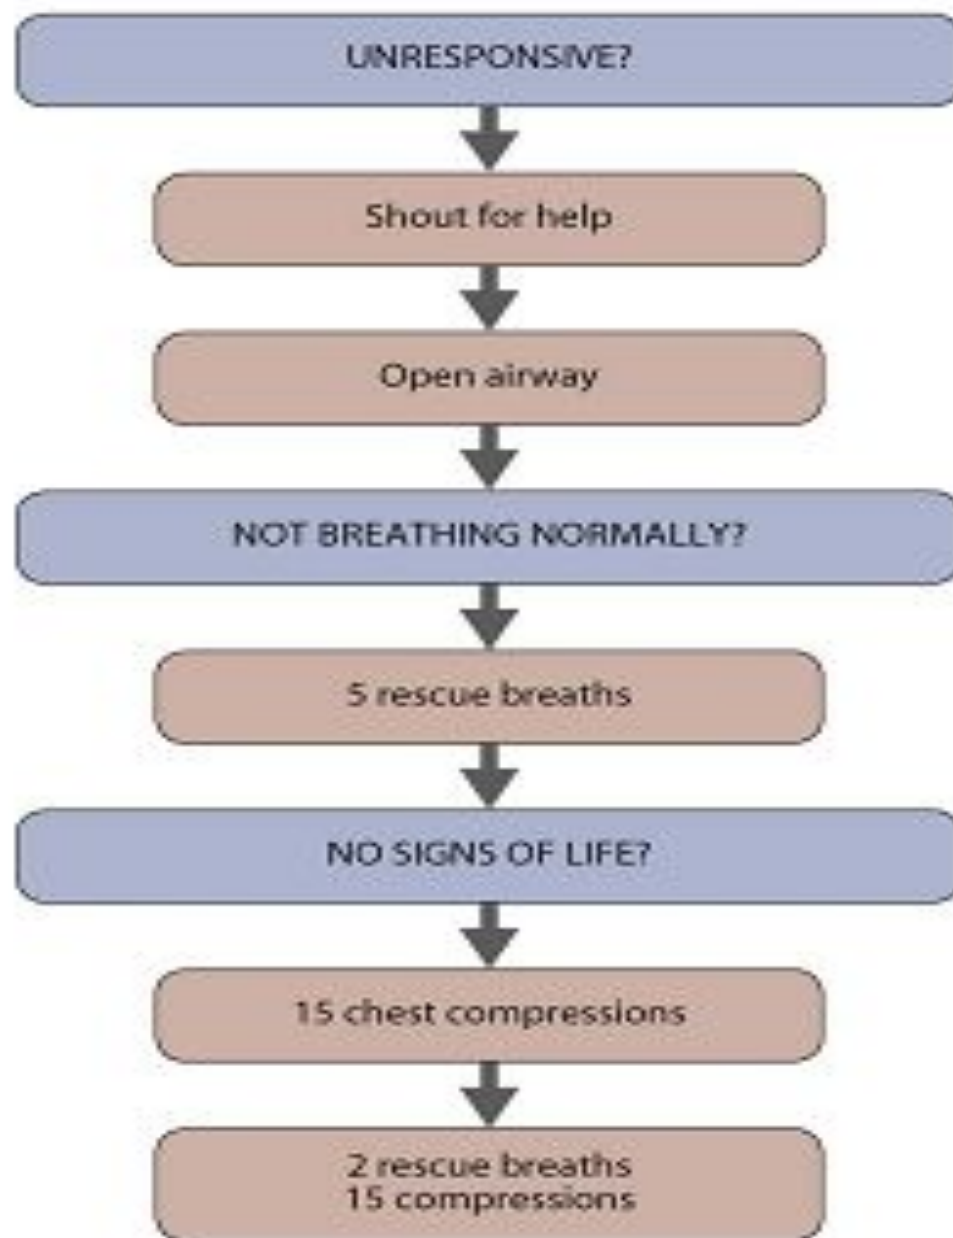 UNRESPONSIVE?
Shout for help
Open airway
NOT BREATHING NORMALLY?
5 rescue breaths
NO SIGNS OF LIFE?
15 chest compressions
2 rescue breaths
15 compressions